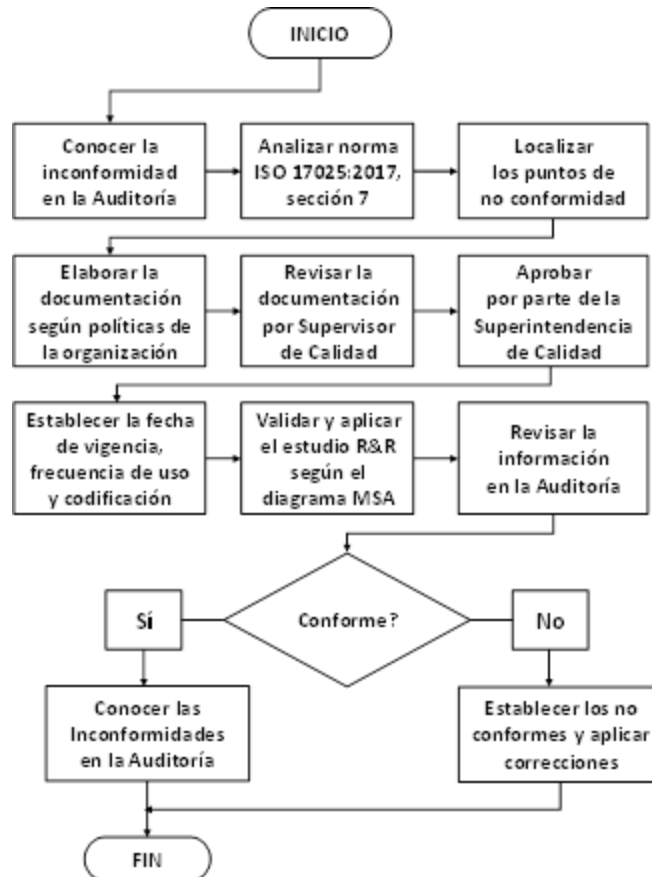 INICIO
Conocer la
inconformidad
en la Auditoría
Analizar norma
ISO 17025:2017,
sección 7
Localizar
los puntos de
no conformidad
Elaborar la
documentación
según políticas de
la organización
Revisar la
documentación
por Supervisor
de Calidad
Aprobar
por parte de la
Superintendencia
de Calidad
Establecer la fecha
de vigencia,
frecuencia de uso
y codificación
Validar y aplicar
el estudio R&R
según el
diagrama MSA
Revisar la
información
en la Auditoría
Conforme?
Sí
No
Conocer las
Inconformidades
en la Auditoría
Establecer los no
conformes y aplicar
correcciones
FIN